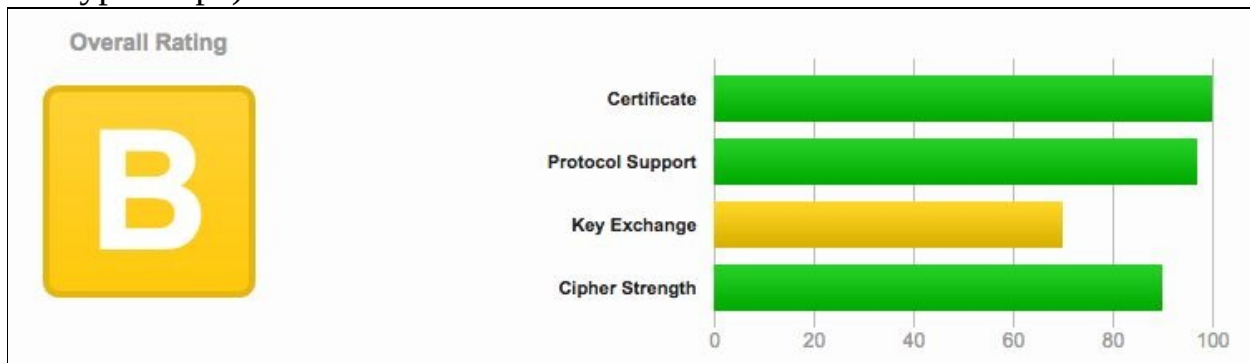 Overall Rating
B
Certificate
Protocol Support
Key Exchange
Cipher Strength
0 20 40 60 80 100